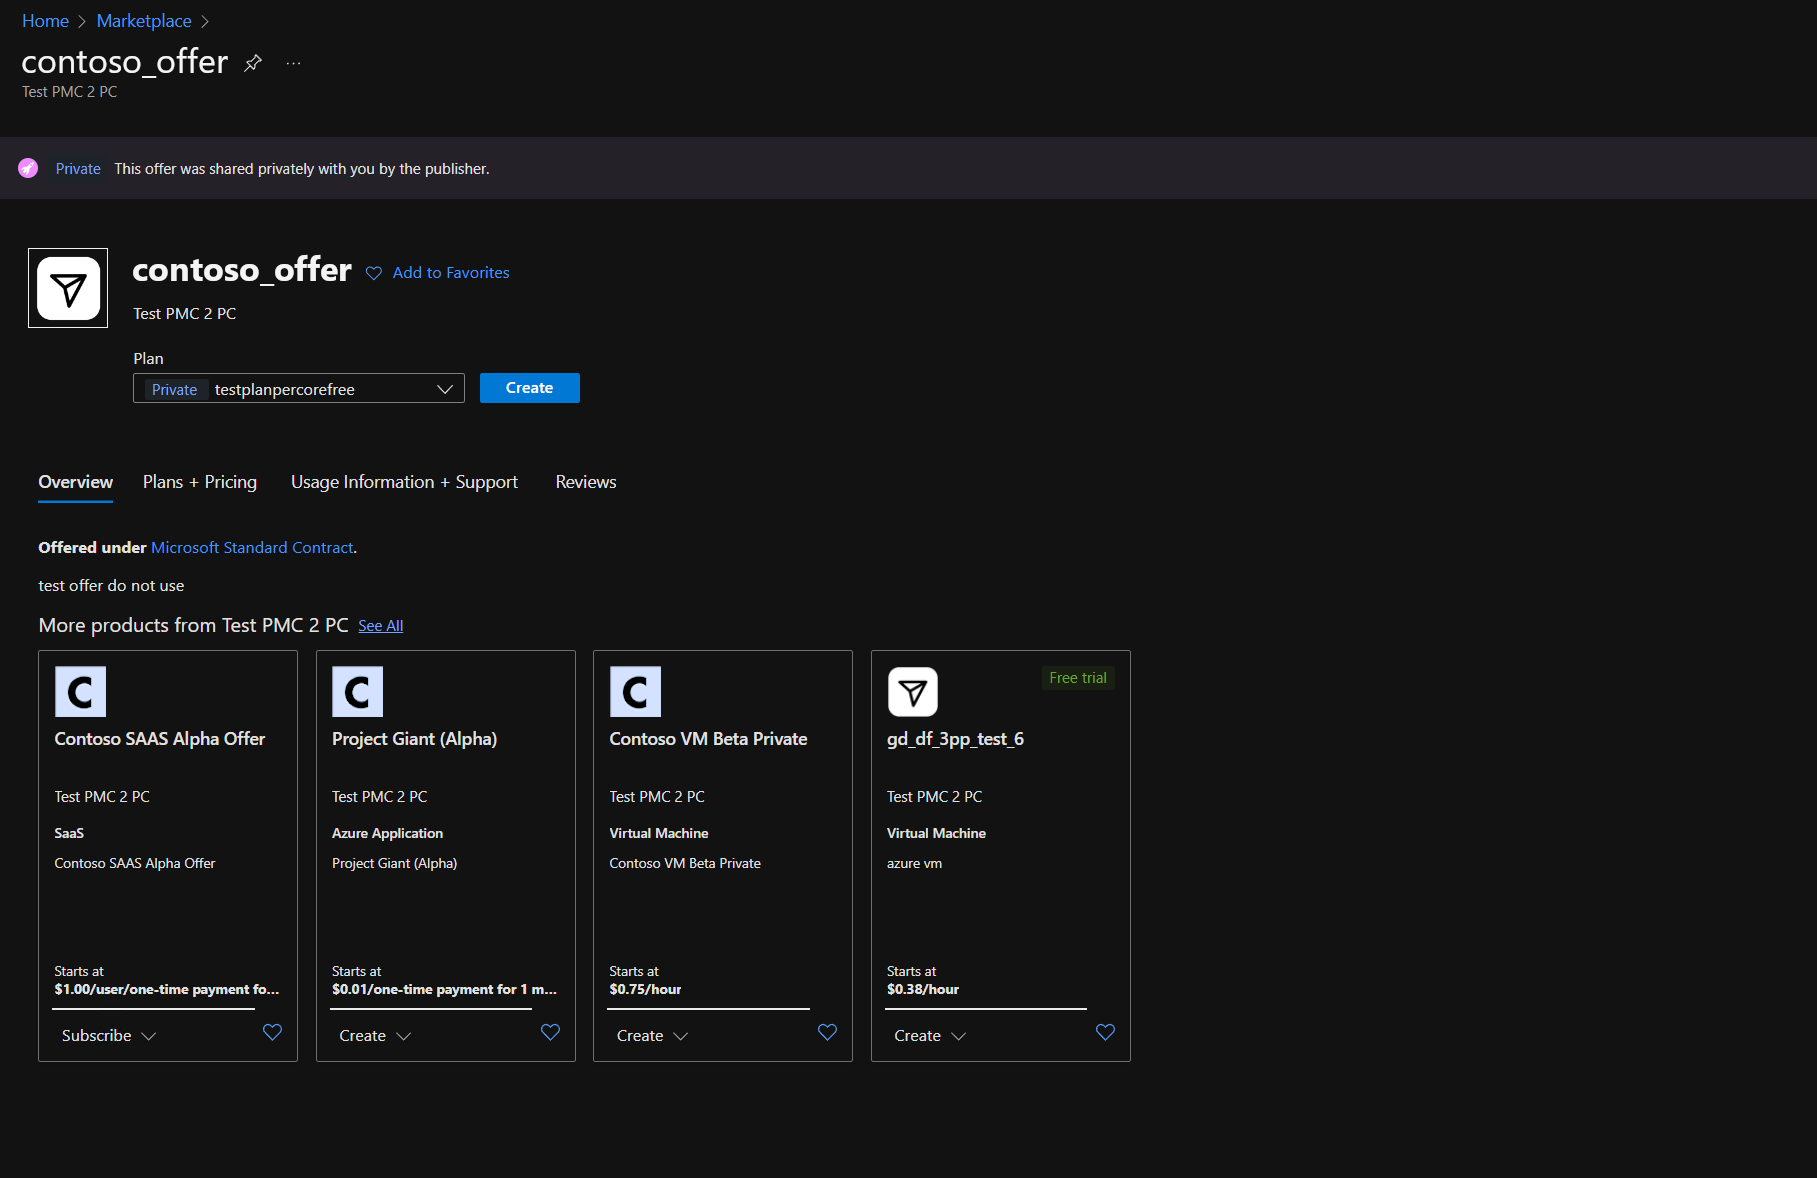 Home > Marketplace >
contoso_offer ...
Test PMC 2 PC
Private This offer was shared privately with you by the publisher.
contoso_offer Add to Favorites
Test PMC 2 PC
Plan
Private testplanpercorefree Create
Overview Plans + Pricing Usage Information + Support Reviews
Offered under Microsoft Standard Contract.
test offer do not use
More products from Test PMC 2 PC See All
C
Contoso SAAS Alpha Offer
Test PMC 2 PC
SaaS
Contoso SAAS Alpha Offer
Starts at
$1.00/user/one-time payment fo...
Subscribe
C
Project Giant (Alpha)
Test PMC 2 PC
Azure Application
Project Giant (Alpha)
Starts at
$0.01/one-time payment for 1 m...
Create
C
Contoso VM Beta Private
Test PMC 2 PC
Virtual Machine
Contoso VM Beta Private
Starts at
$0.75/hour
Create
Free trial
gd_df_3pp_test_6
Test PMC 2 PC
Virtual Machine
azure vm
Starts at
$0.38/hour
Create